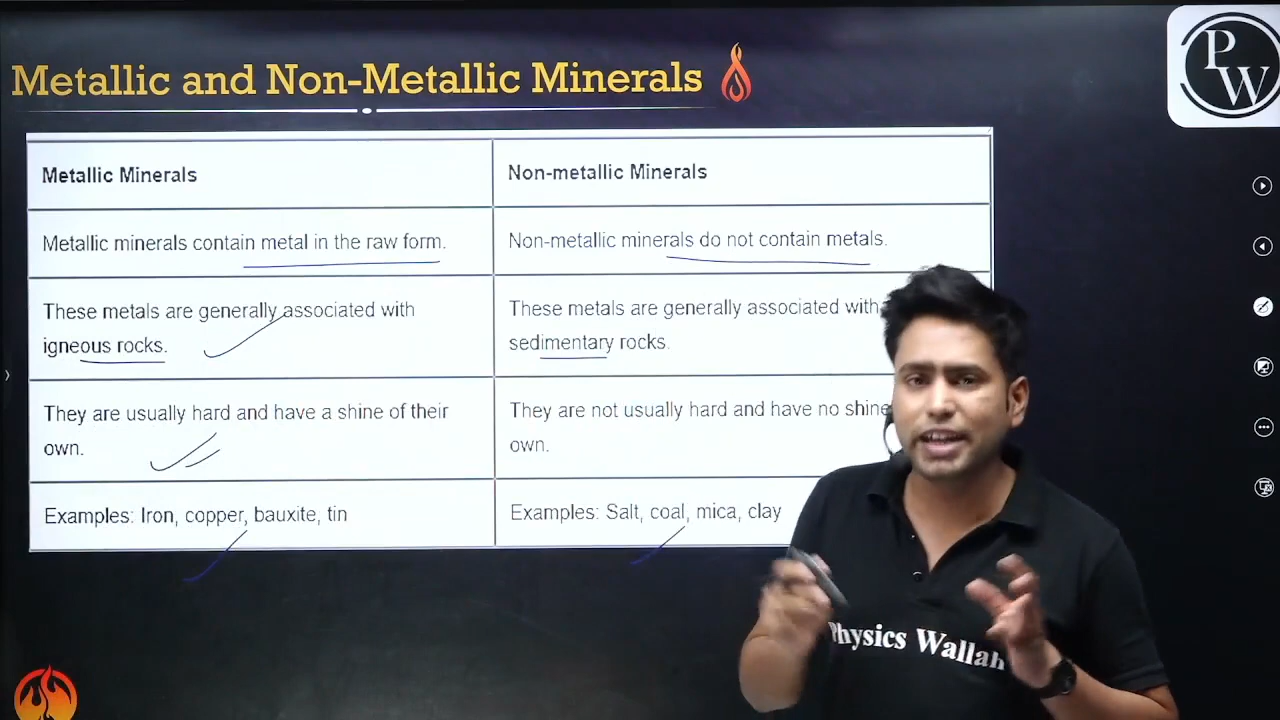 Metallic and Non-Metallic Minerals
P
W
Metallic Minerals
Non-metallic Minerals
Metallic minerals contain metal in the raw form.
Non-metallic minerals do not contain metals.
These metals are generally associated with
igneous rocks.
These metals are generally associated with
sedimentary rocks.
They are usually hard and have a shine of their
own.
They are not usually hard and have no shine
own.
Examples: Iron, copper, bauxite, tin
Examples: Salt, coal, mica, clay
Physics Wallah